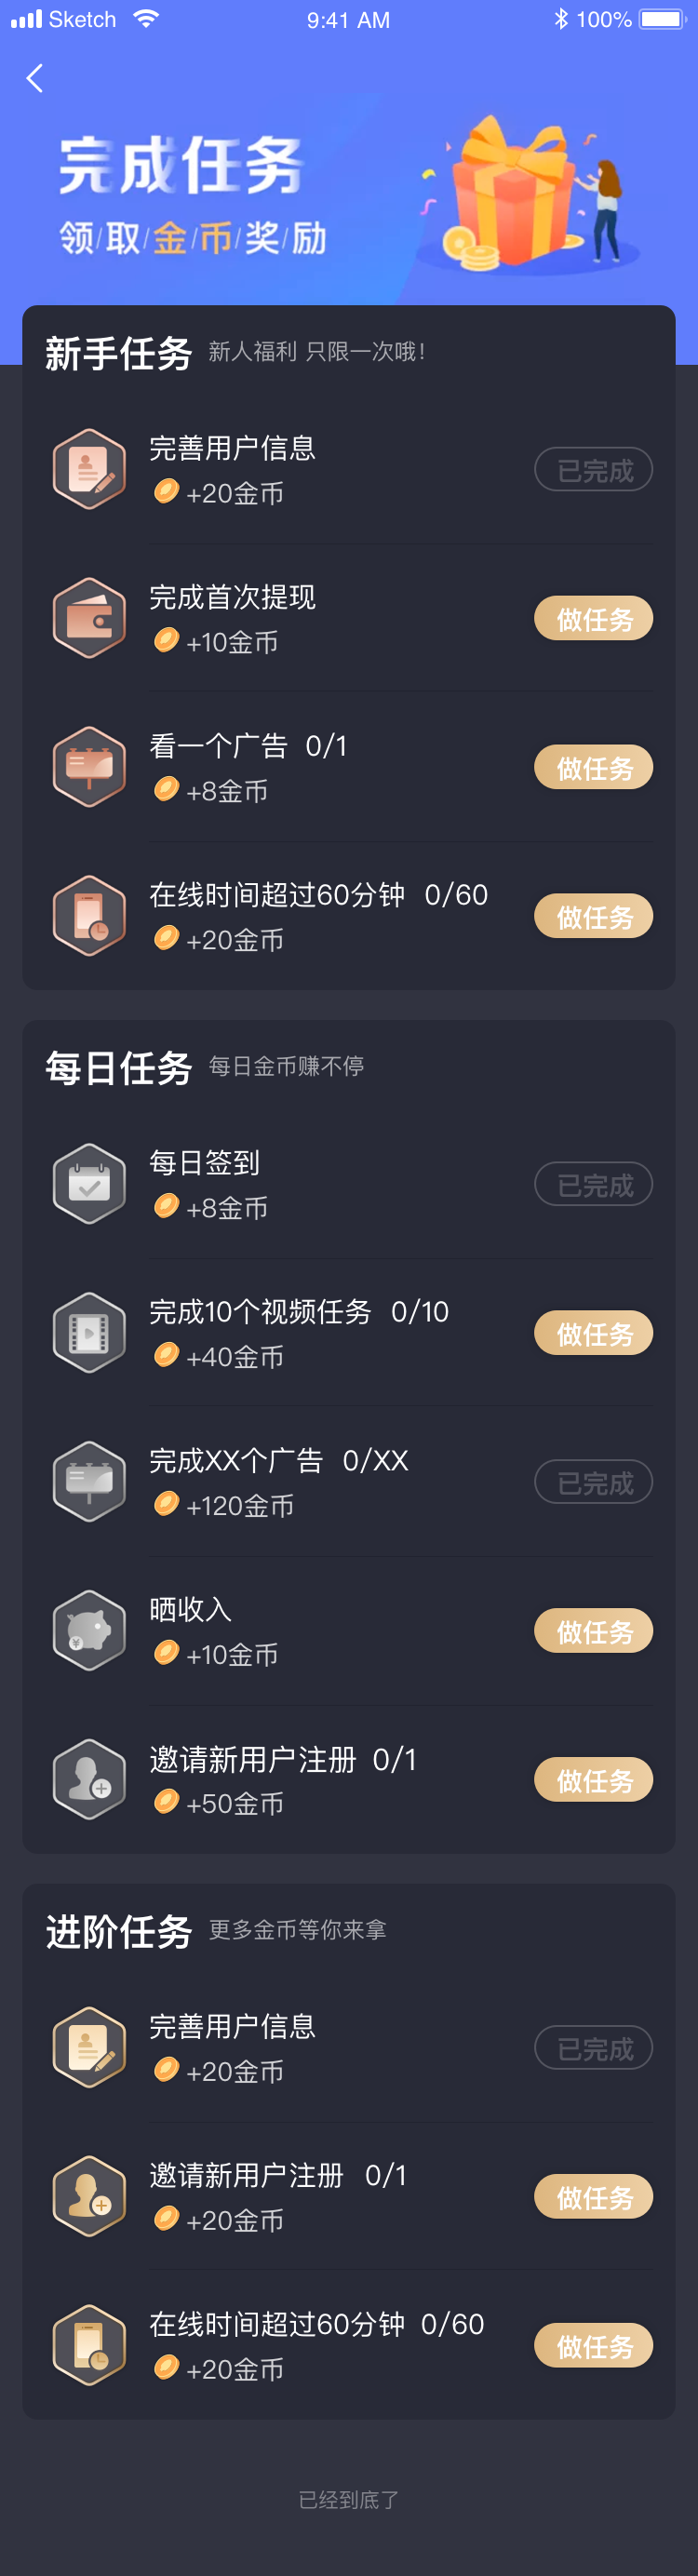 Sketch 9:41 AM 100%
完成任务
领/取/金/币/奖/励
新手任务 新人福利 只限一次哦!
完善用户信息
+20金币
已完成
完成首次提现
+10金币
做任务
看一个广告 0/1
+8金币
做任务
在线时间超过60分钟 0/60
+20金币
做任务
每日任务 每日金币赚不停
每日签到
+8金币
已完成
完成10个视频任务 0/10
+40金币
做任务
完成XX个广告 0/XX
+120金币
已完成
晒收入
+10金币
做任务
邀请新用户注册 0/1
+50金币
做任务
进阶任务 更多金币等你来拿
完善用户信息
+20金币
已完成
邀请新用户注册 0/1
+20金币
做任务
在线时间超过60分钟 0/60
+20金币
做任务
已经到底了